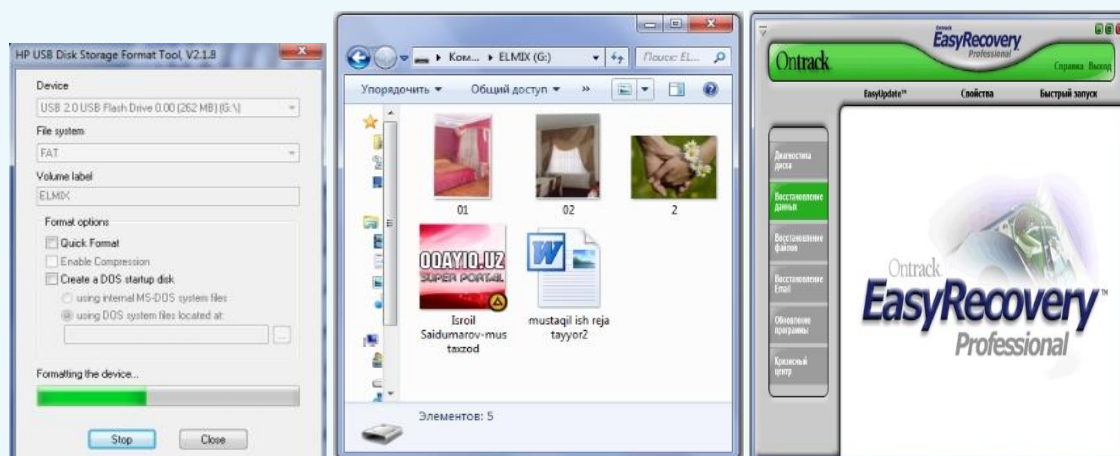 HP USB Disk Storage Format Tool, V2.1.8
Device
USB 2.0 USB Flash Drive 0.00 (262 MB) (G:\)
File system
FAT
Volume label
ELMIX
Format options
Quick Format
Enable Compression
Create a DOS startup disk
using internal MS-DOS system files
using DOS system files located at:
...
Formatting the device...
Stop
Close
Ком... ELMIX (G:)
Поиск: EL...
Упорядочить
Общий доступ
»
01
02
2
OQAYIQ.UZ
SUPER PORTAL
Isroil
Saidumarov-mus
taxzod
mustaqil ish reja
tayyor2
Элементов: 5
Ontrack
Ontrack
EasyRecovery
Professional
Справка Выход
EasyUpdate™
Свойства
Быстрый запуск
Диагностика
диска
Восстановление
данных
Восстановление
файлов
Восстановление
Email
Обновление
программы
Кризисный
центр
Ontrack
EasyRecovery™
Professional